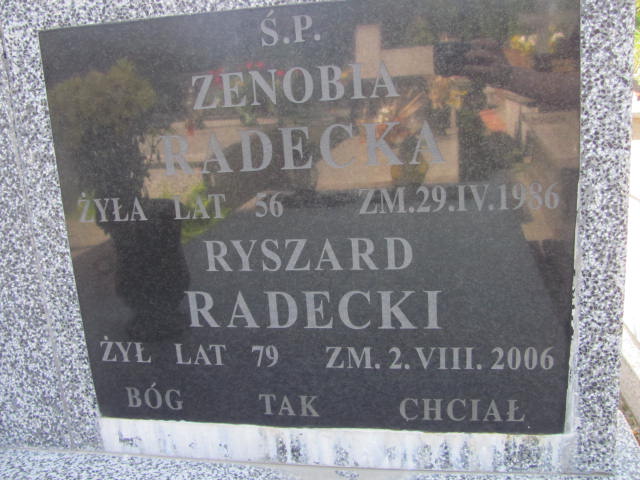 Ś.P.
ZENOBIA
RADECKA
ŻYŁA LAT 56 ZM.29.IV.1986
RYSZARD
RADECKI
ŻYŁ LAT 79 ZM. 2. VIII. 2006
BÓG TAK CHCIAŁ